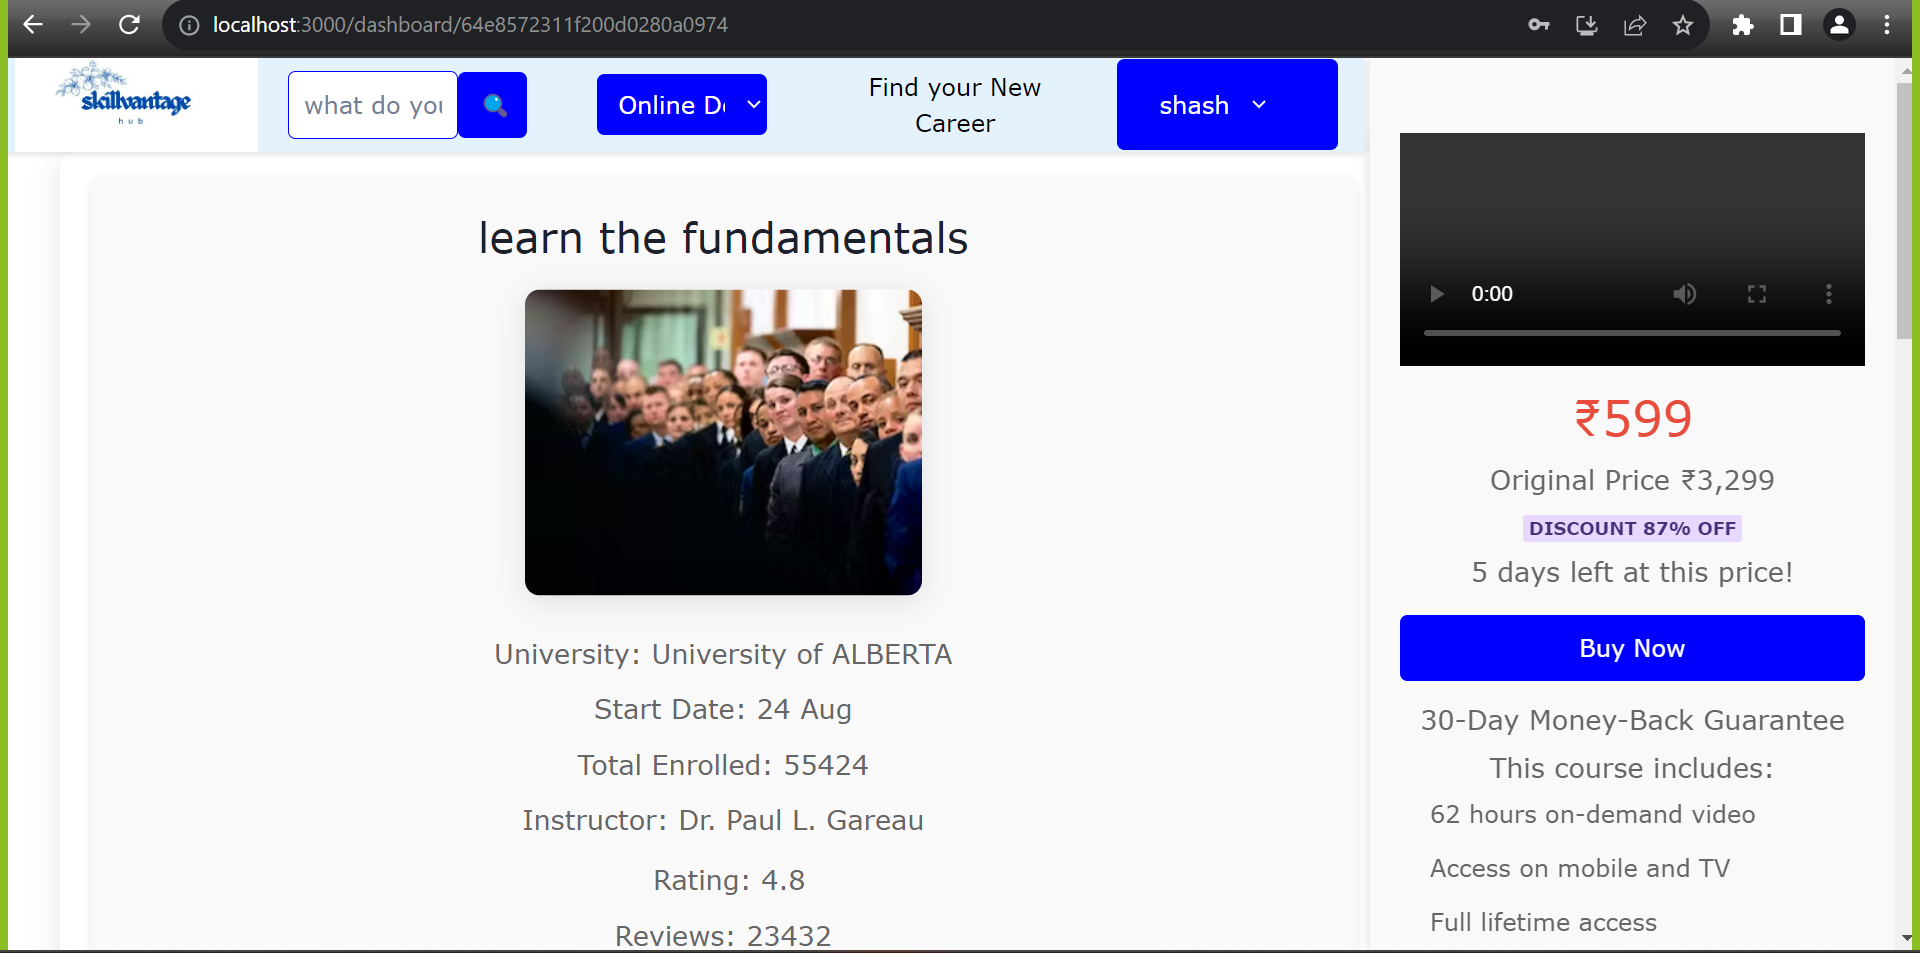 localhost:3000/dashboard/64e8572311f200d0280a0974
skillvantage
hub
what do you
Online De
Find your New
Career
shash
learn the fundamentals
University: University of ALBERTA
Start Date: 24 Aug
Total Enrolled: 55424
Instructor: Dr. Paul L. Gareau
Rating: 4.8
Reviews: 23432
0:00
₹599
Original Price ₹3,299
DISCOUNT 87% OFF
5 days left at this price!
Buy Now
30-Day Money-Back Guarantee
This course includes:
62 hours on-demand video
Access on mobile and TV
Full lifetime access